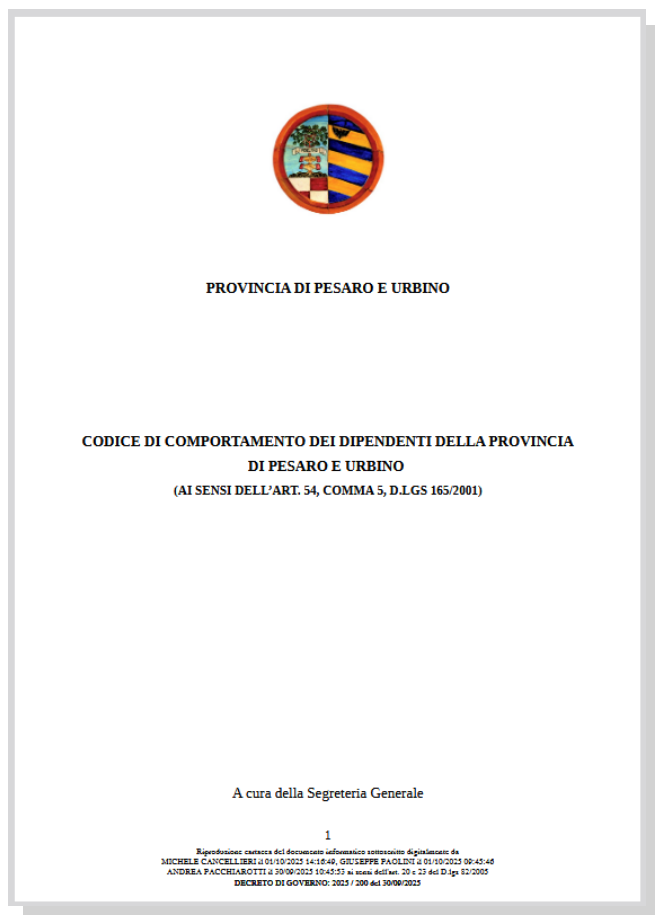 PROVINCIA DI PESARO E URBINO
CODICE DI COMPORTAMENTO DEI DIPENDENTI DELLA PROVINCIA
DI PESARO E URBINO
(AI SENSI DELL’ART. 54, COMMA 5, D.LGS 165/2001)
A cura della Segreteria Generale
1
Riproduzione cartacea del documento informatico sottoscritto digitalmente da
MICHELE CANCELLIERI il 01/10/2025 14:16:49, GIUSEPPE PAOLINI il 01/10/2025 09:45:46
ANDREA PACCHIAROTTI il 30/09/2025 10:45:53 ai sensi dell'art. 20 e 23 del D.lgs 82/2005
DECRETO DI GOVERNO: 2025 / 200 del 30/09/2025